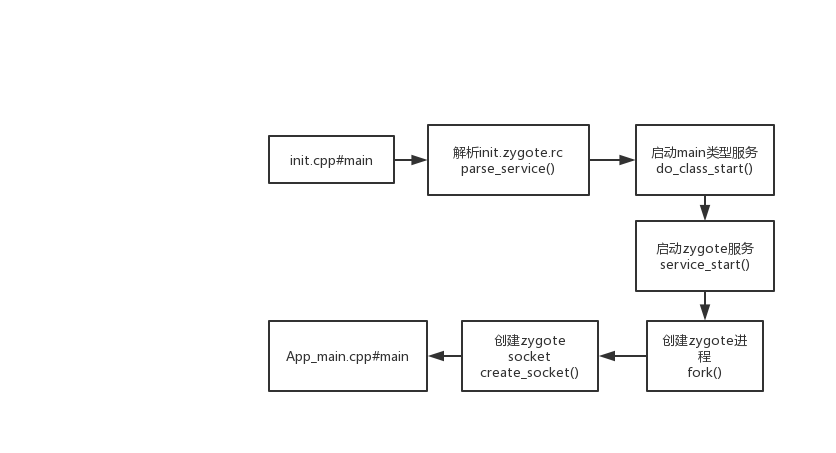 init.cpp#main
解析init.zygote.rc
parse_service()
启动main类型服务
do_class_start()
启动zygote服务
service_start()
创建zygote进
程
fork()
创建zygote
socket
create_socket()
App_main.cpp#main